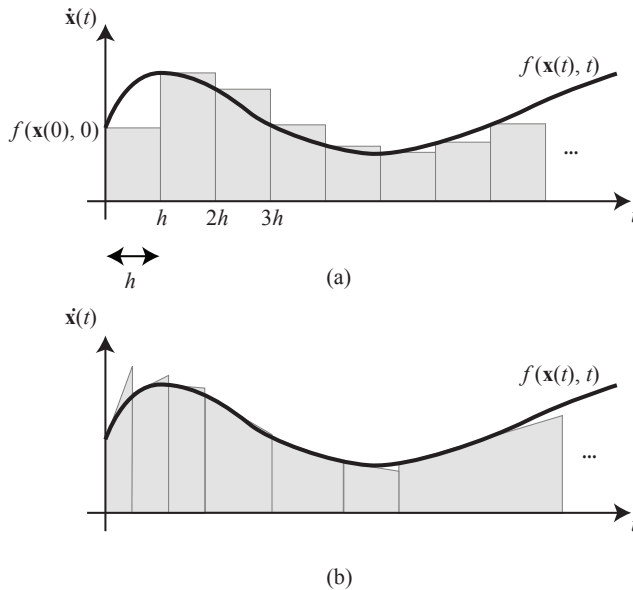 ẋ(t)
f(x(t), t)
f(x(0), 0)
...
h 2h 3h
t
h
(a)
ẋ(t)
f(x(t), t)
...
t
(b)